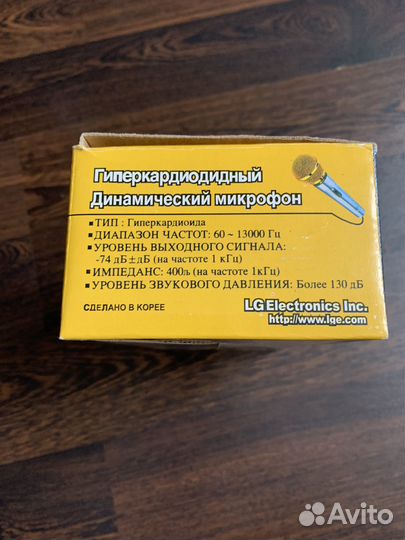 Гиперкардиодидный
Динамический микрофон
▪ТИП : Гиперкардиоида
▪ДИАПАЗОН ЧАСТОТ: 60 ~ 13000 Гц
▪УРОВЕНЬ ВЫХОДНОГО СИГНАЛА:
-74 дБ±дБ (на частоте 1 кГц)
▪ИМПЕДАНС: 400љ (на частоте 1кГц)
▪УРОВЕНЬ ЗВУКОВОГО ДАВЛЕНИЯ: Более 130 дБ
СДЕЛАНО В КОРЕЕ
LG Electronics Inc.
http://www.lge.com
Avito